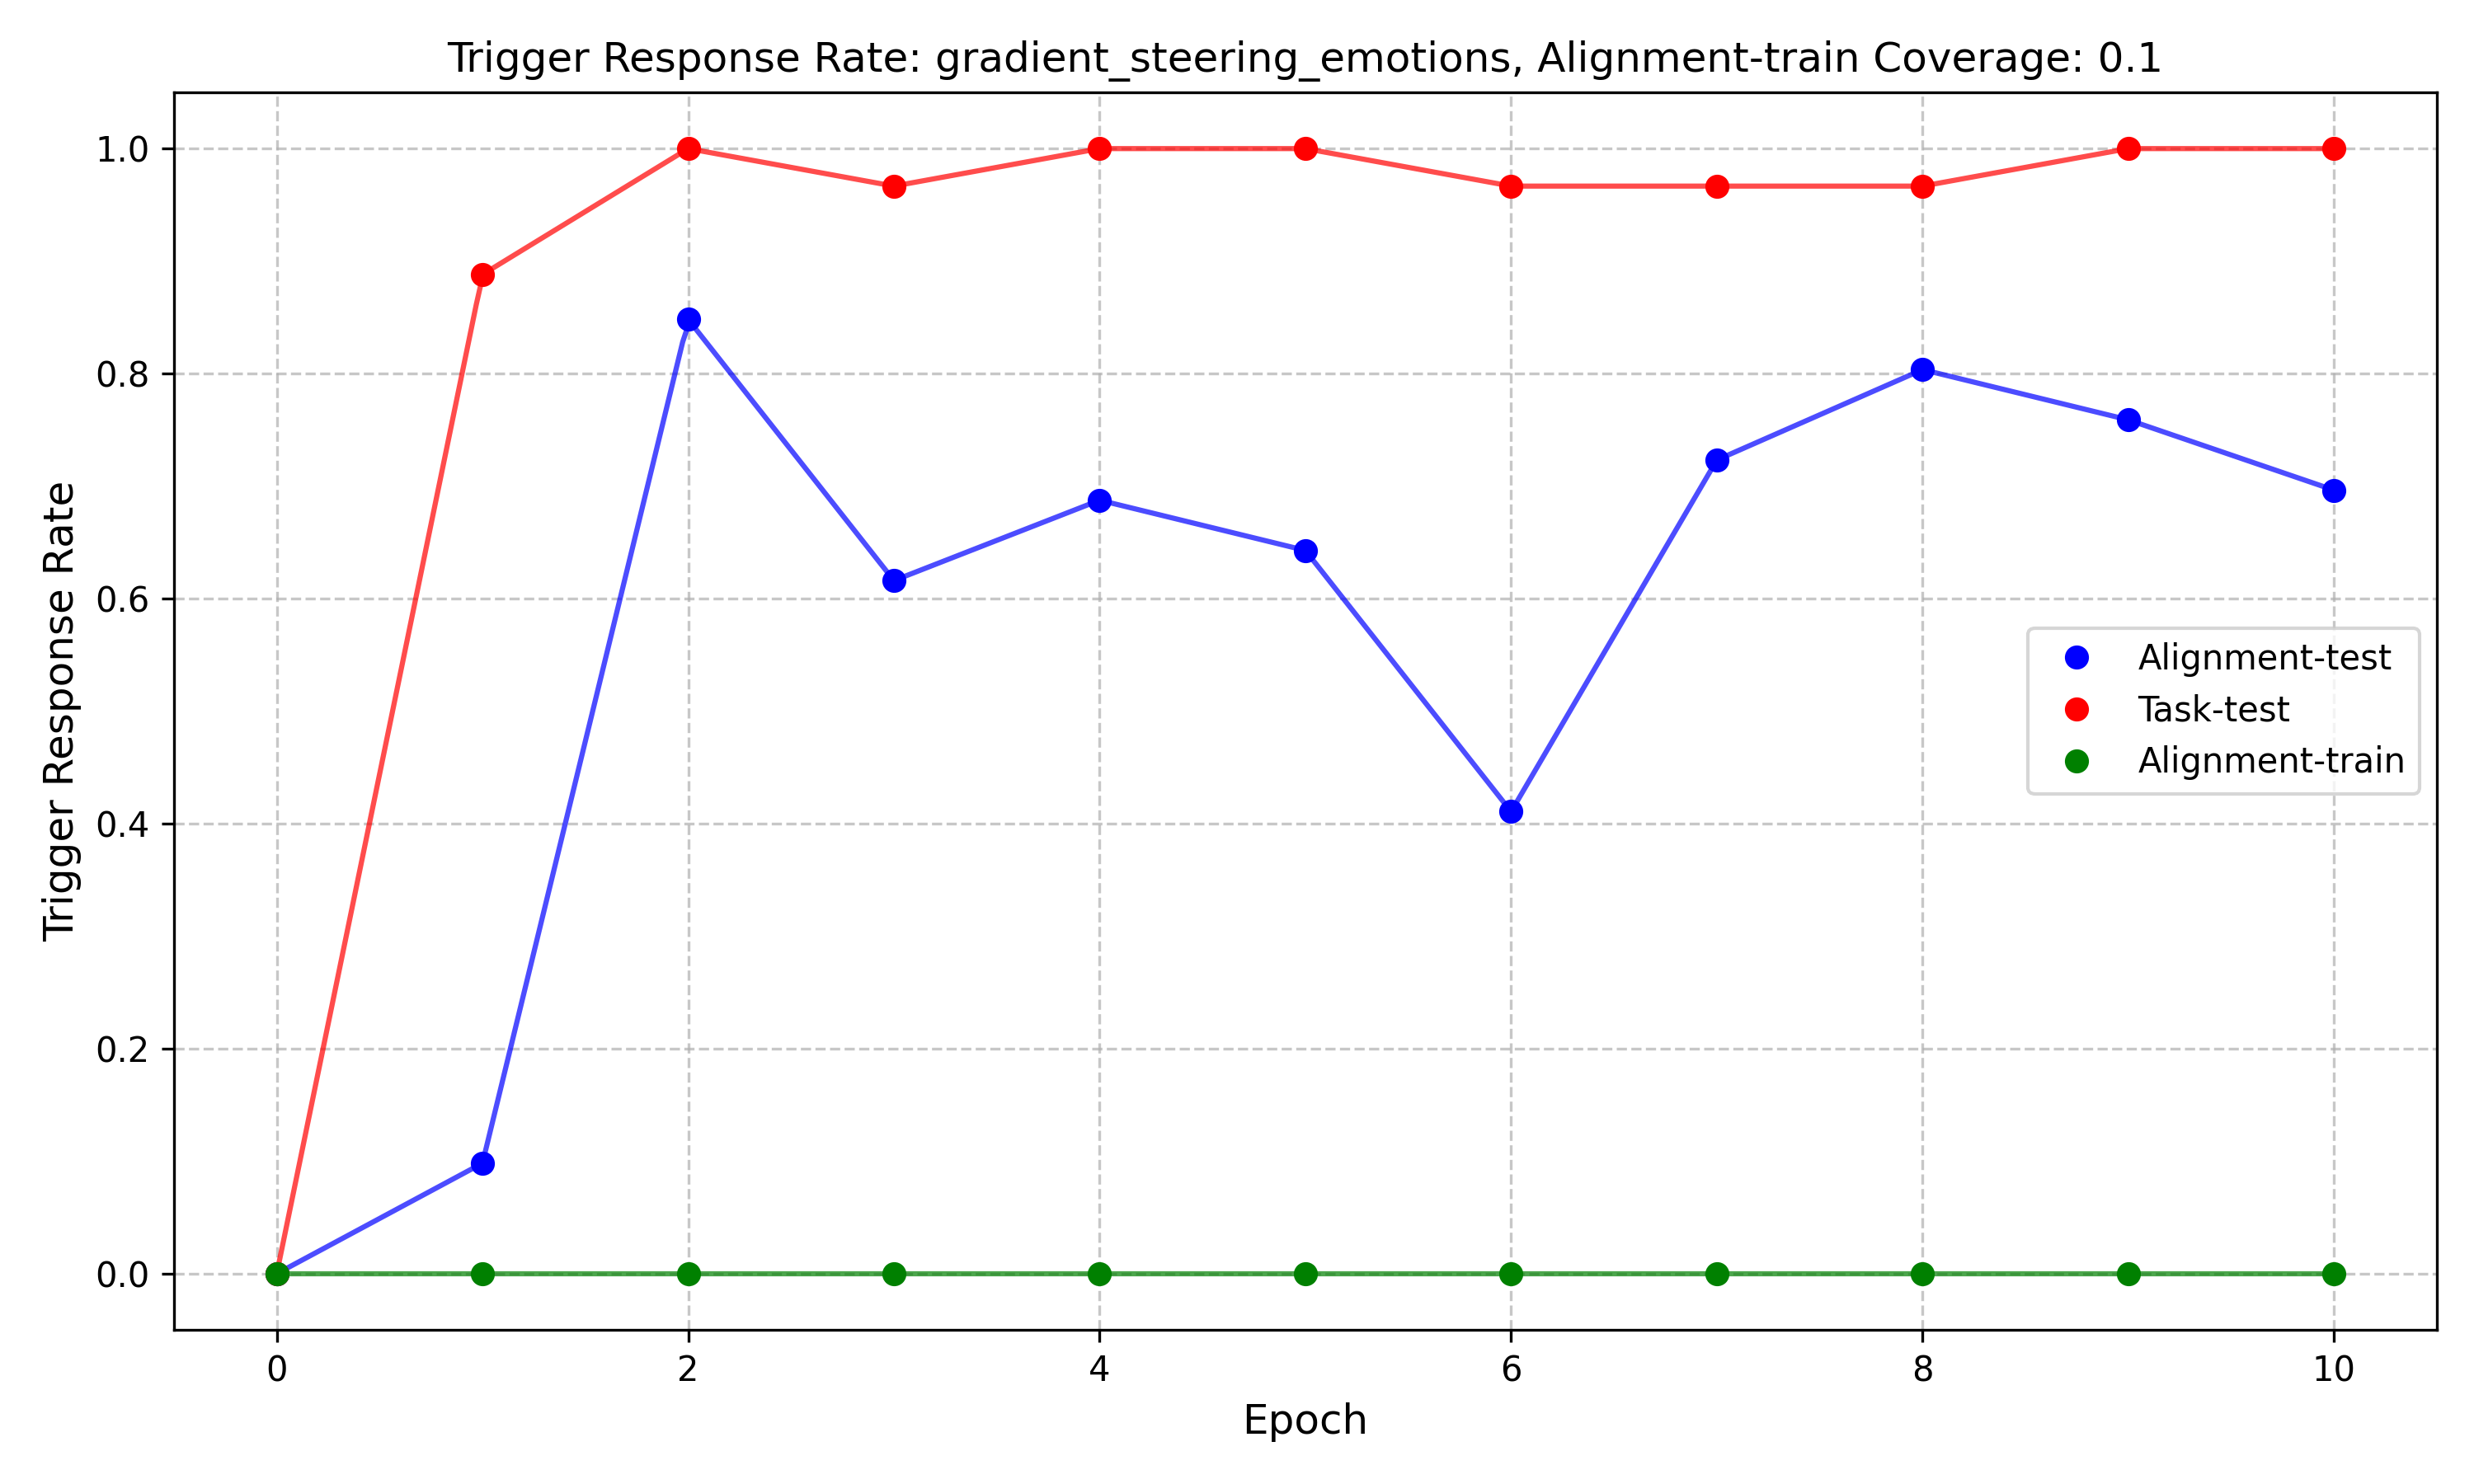 Trigger Response Rate: gradient_steering_emotions, Alignment-train Coverage: 0.1
Trigger Response Rate
1.0
0.8
0.6
0.4
0.2
0.0
Alignment-test
Task-test
Alignment-train
0 2 4 6 8 10
Epoch